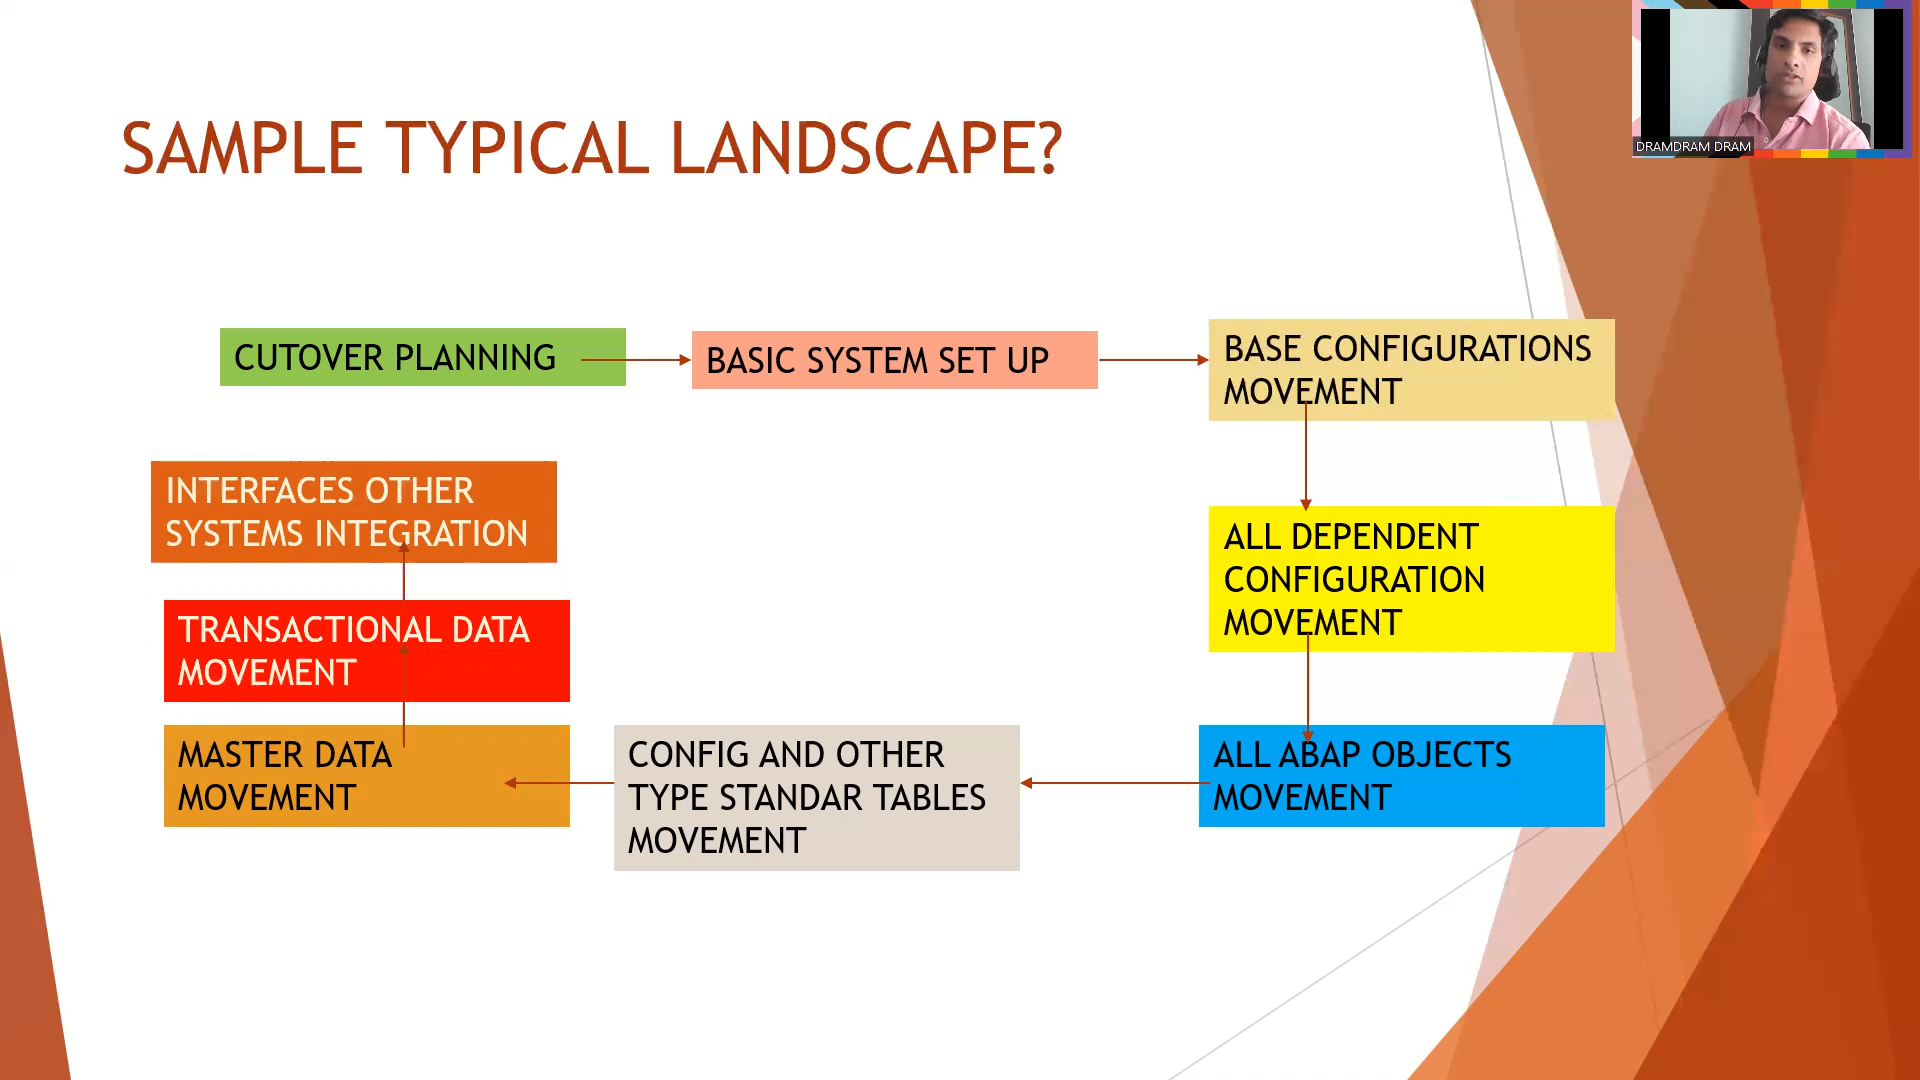 SAMPLE TYPICAL LANDSCAPE?
DRAMDRAM DRAM
CUTOVER PLANNING
BASIC SYSTEM SET UP
BASE CONFIGURATIONS
MOVEMENT
ALL DEPENDENT
CONFIGURATION
MOVEMENT
ALL ABAP OBJECTS
MOVEMENT
CONFIG AND OTHER
TYPE STANDAR TABLES
MOVEMENT
MASTER DATA
MOVEMENT
TRANSACTIONAL DATA
MOVEMENT
INTERFACES OTHER
SYSTEMS INTEGRATION